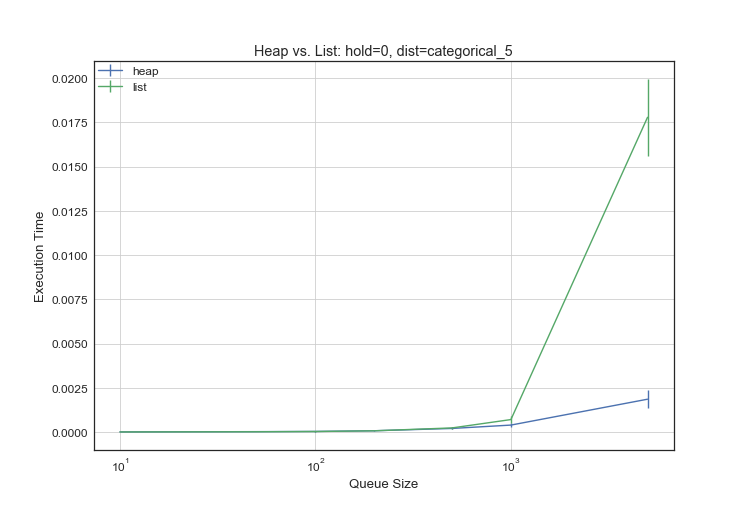 Heap vs. List: hold=0, dist=categorical_5
heap
list
0.0200
0.0175
0.0150
0.0125
0.0100
0.0075
0.0050
0.0025
0.0000
Execution Time
10¹ 10² 10³
Queue Size